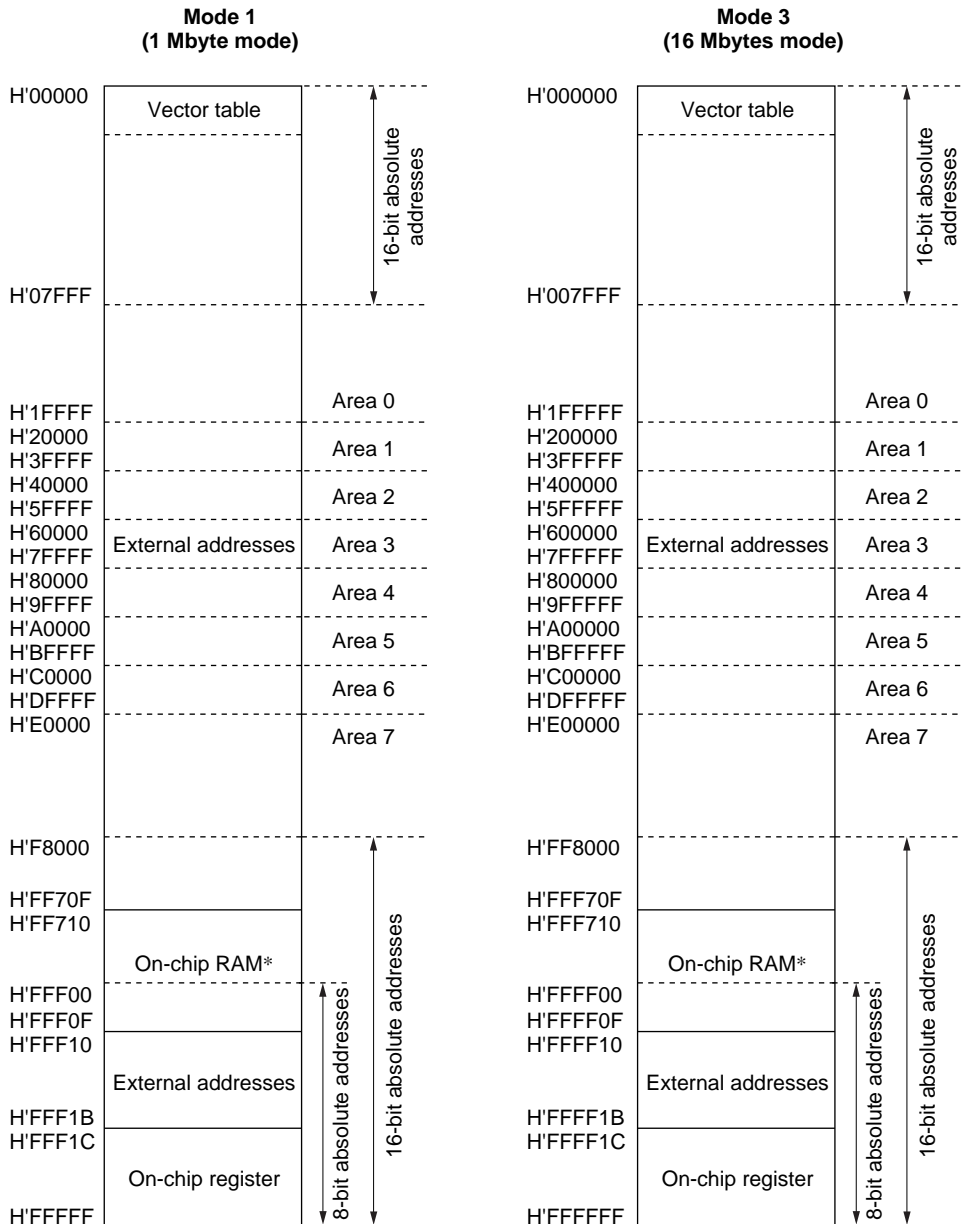 Mode 1
(1 Mbyte mode)
H'00000
Vector table
16-bit absolute
addresses
H'07FFF
H'1FFFF
Area 0
H'20000
H'3FFFF
Area 1
H'40000
H'5FFFF
Area 2
H'60000
H'7FFFF
External addresses
Area 3
H'80000
H'9FFFF
Area 4
H'A0000
H'BFFFF
Area 5
H'C0000
H'DFFFF
Area 6
H'E0000
Area 7
H'F8000
H'FF70F
H'FF710
On-chip RAM*
H'FFF00
H'FFF0F
H'FFF10
External addresses
H'FFF1B
H'FFF1C
On-chip register
H'FFFFF
8-bit absolute addresses
16-bit absolute addresses
Mode 3
(16 Mbytes mode)
H'000000
Vector table
16-bit absolute
addresses
H'007FFF
H'1FFFFF
Area 0
H'200000
H'3FFFFF
Area 1
H'400000
H'5FFFFF
Area 2
H'600000
H'7FFFFF
External addresses
Area 3
H'800000
H'9FFFFF
Area 4
H'A00000
H'BFFFFF
Area 5
H'C00000
H'DFFFFF
Area 6
H'E00000
Area 7
H'FF8000
H'FFF70F
H'FFF710
On-chip RAM*
H'FFFF00
H'FFFF0F
H'FFFF10
External addresses
H'FFFF1B
H'FFFF1C
On-chip register
H'FFFFFF
8-bit absolute addresses
16-bit absolute addresses